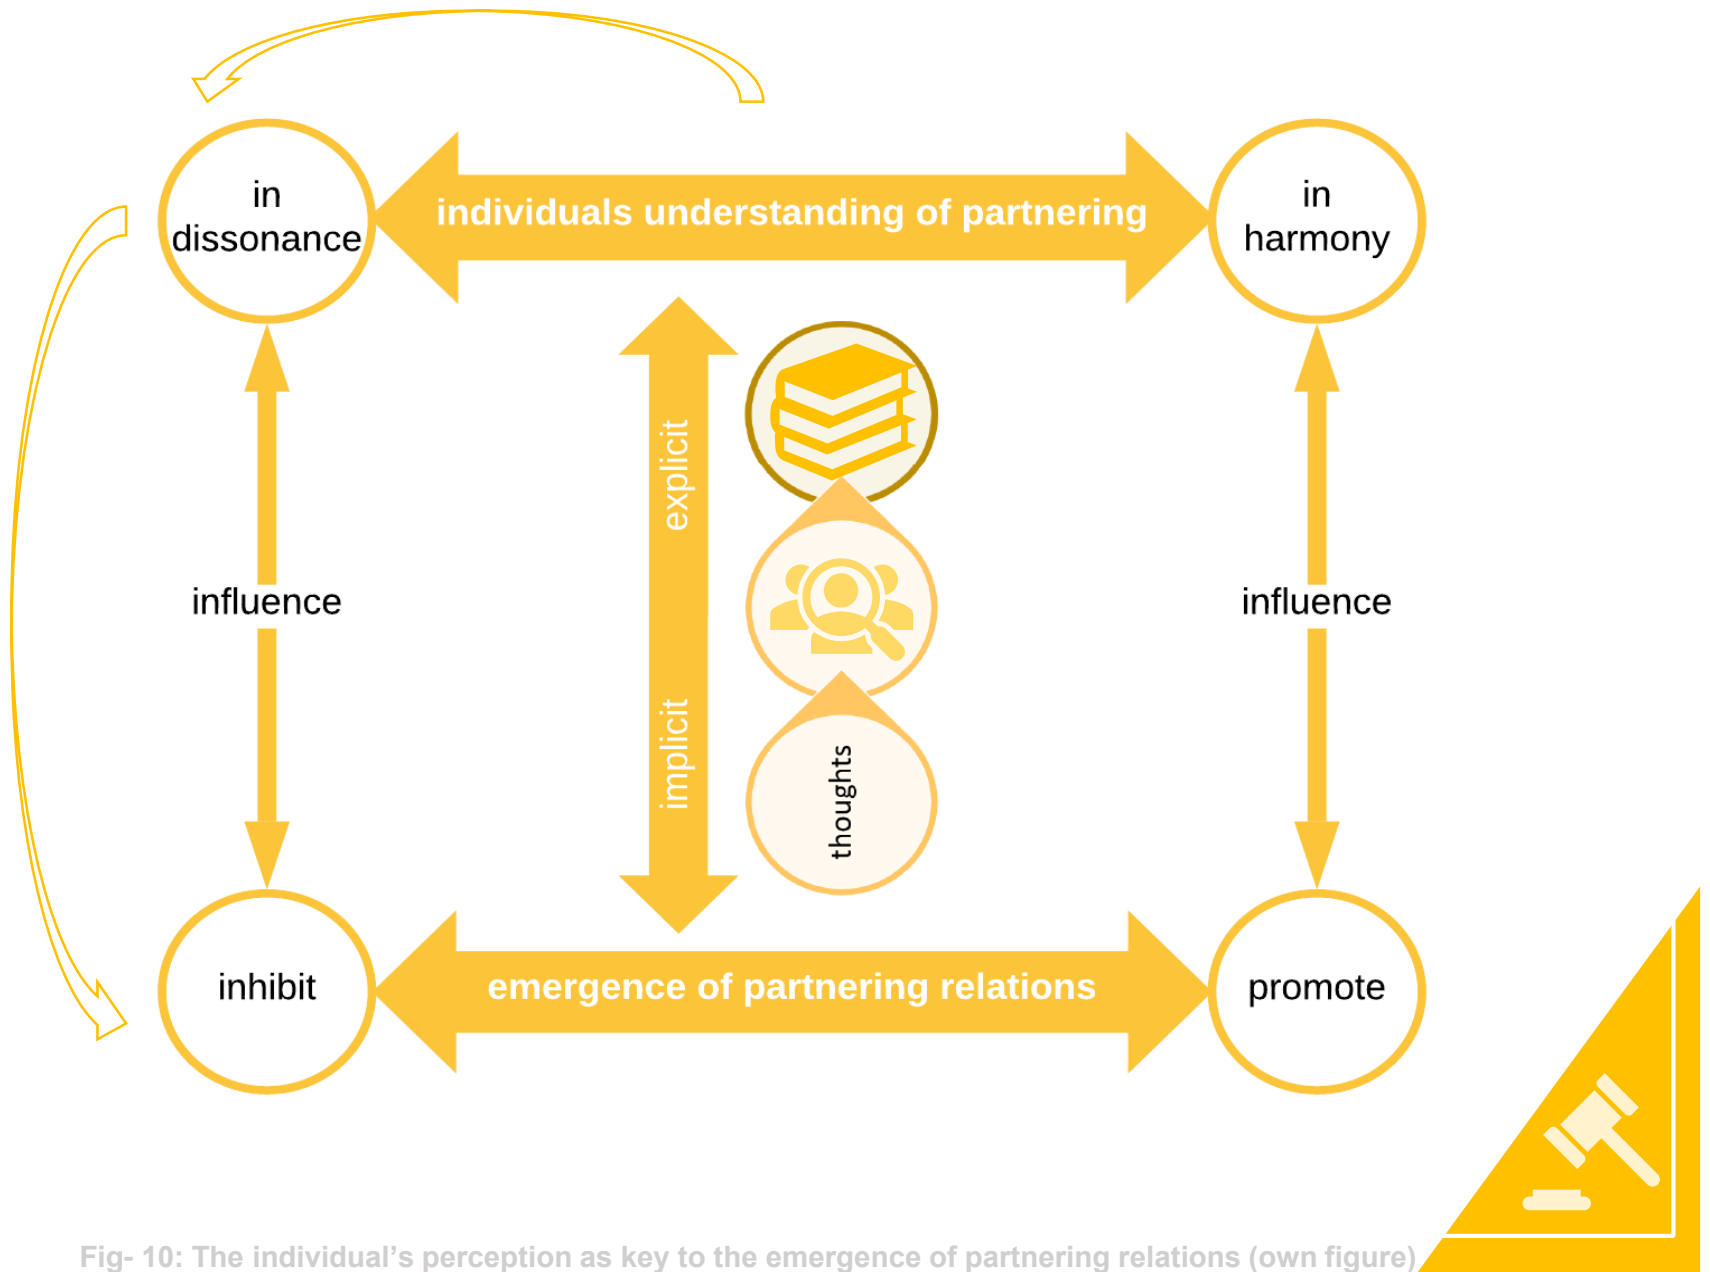 in
dissonance
individuals understanding of partnering
in
harmony
explicit
influence
influence
implicit
thoughts
inhibit
emergence of partnering relations
promote
Fig- 10: The individual’s perception as key to the emergence of partnering relations (own figure)